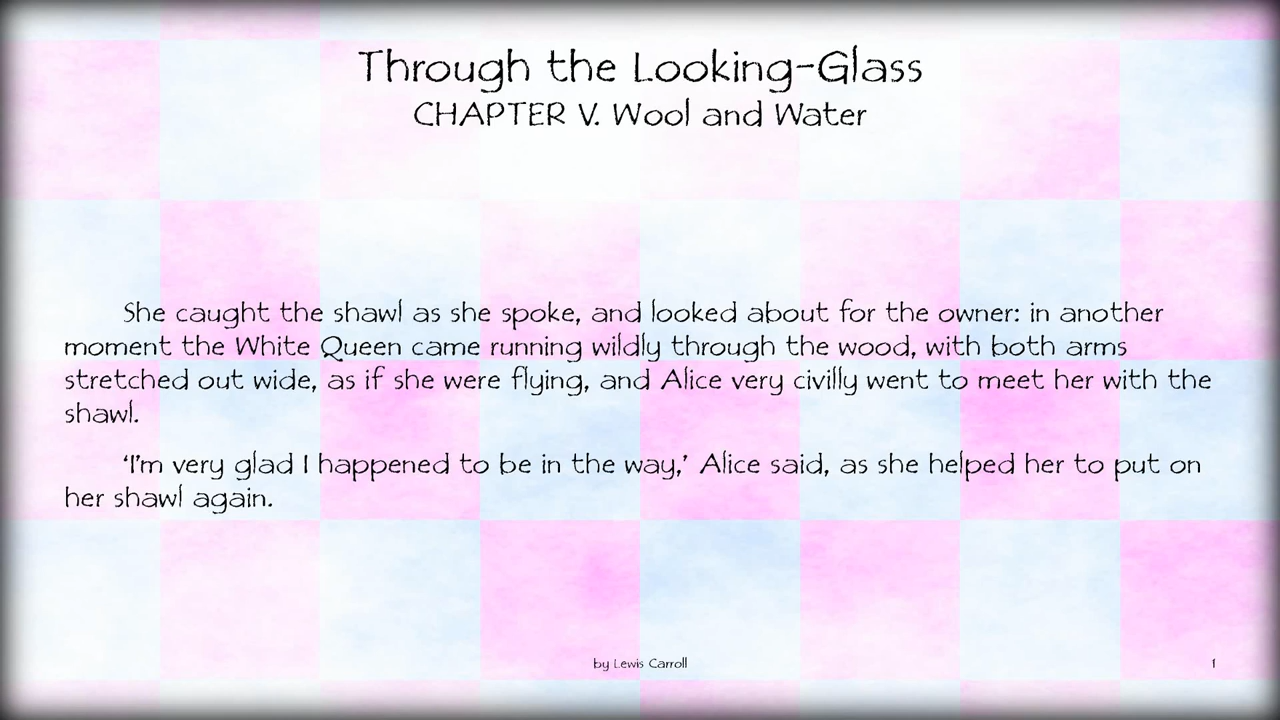 Through the Looking-Glass
CHAPTER V. Wool and Water
She caught the shawl as she spoke, and looked about for the owner: in another
moment the White Queen came running wildly through the wood, with both arms
stretched out wide, as if she were flying, and Alice very civilly went to meet her with the
shawl.
‘I’m very glad I happened to be in the way,’ Alice said, as she helped her to put on
her shawl again.
by Lewis Carroll
1